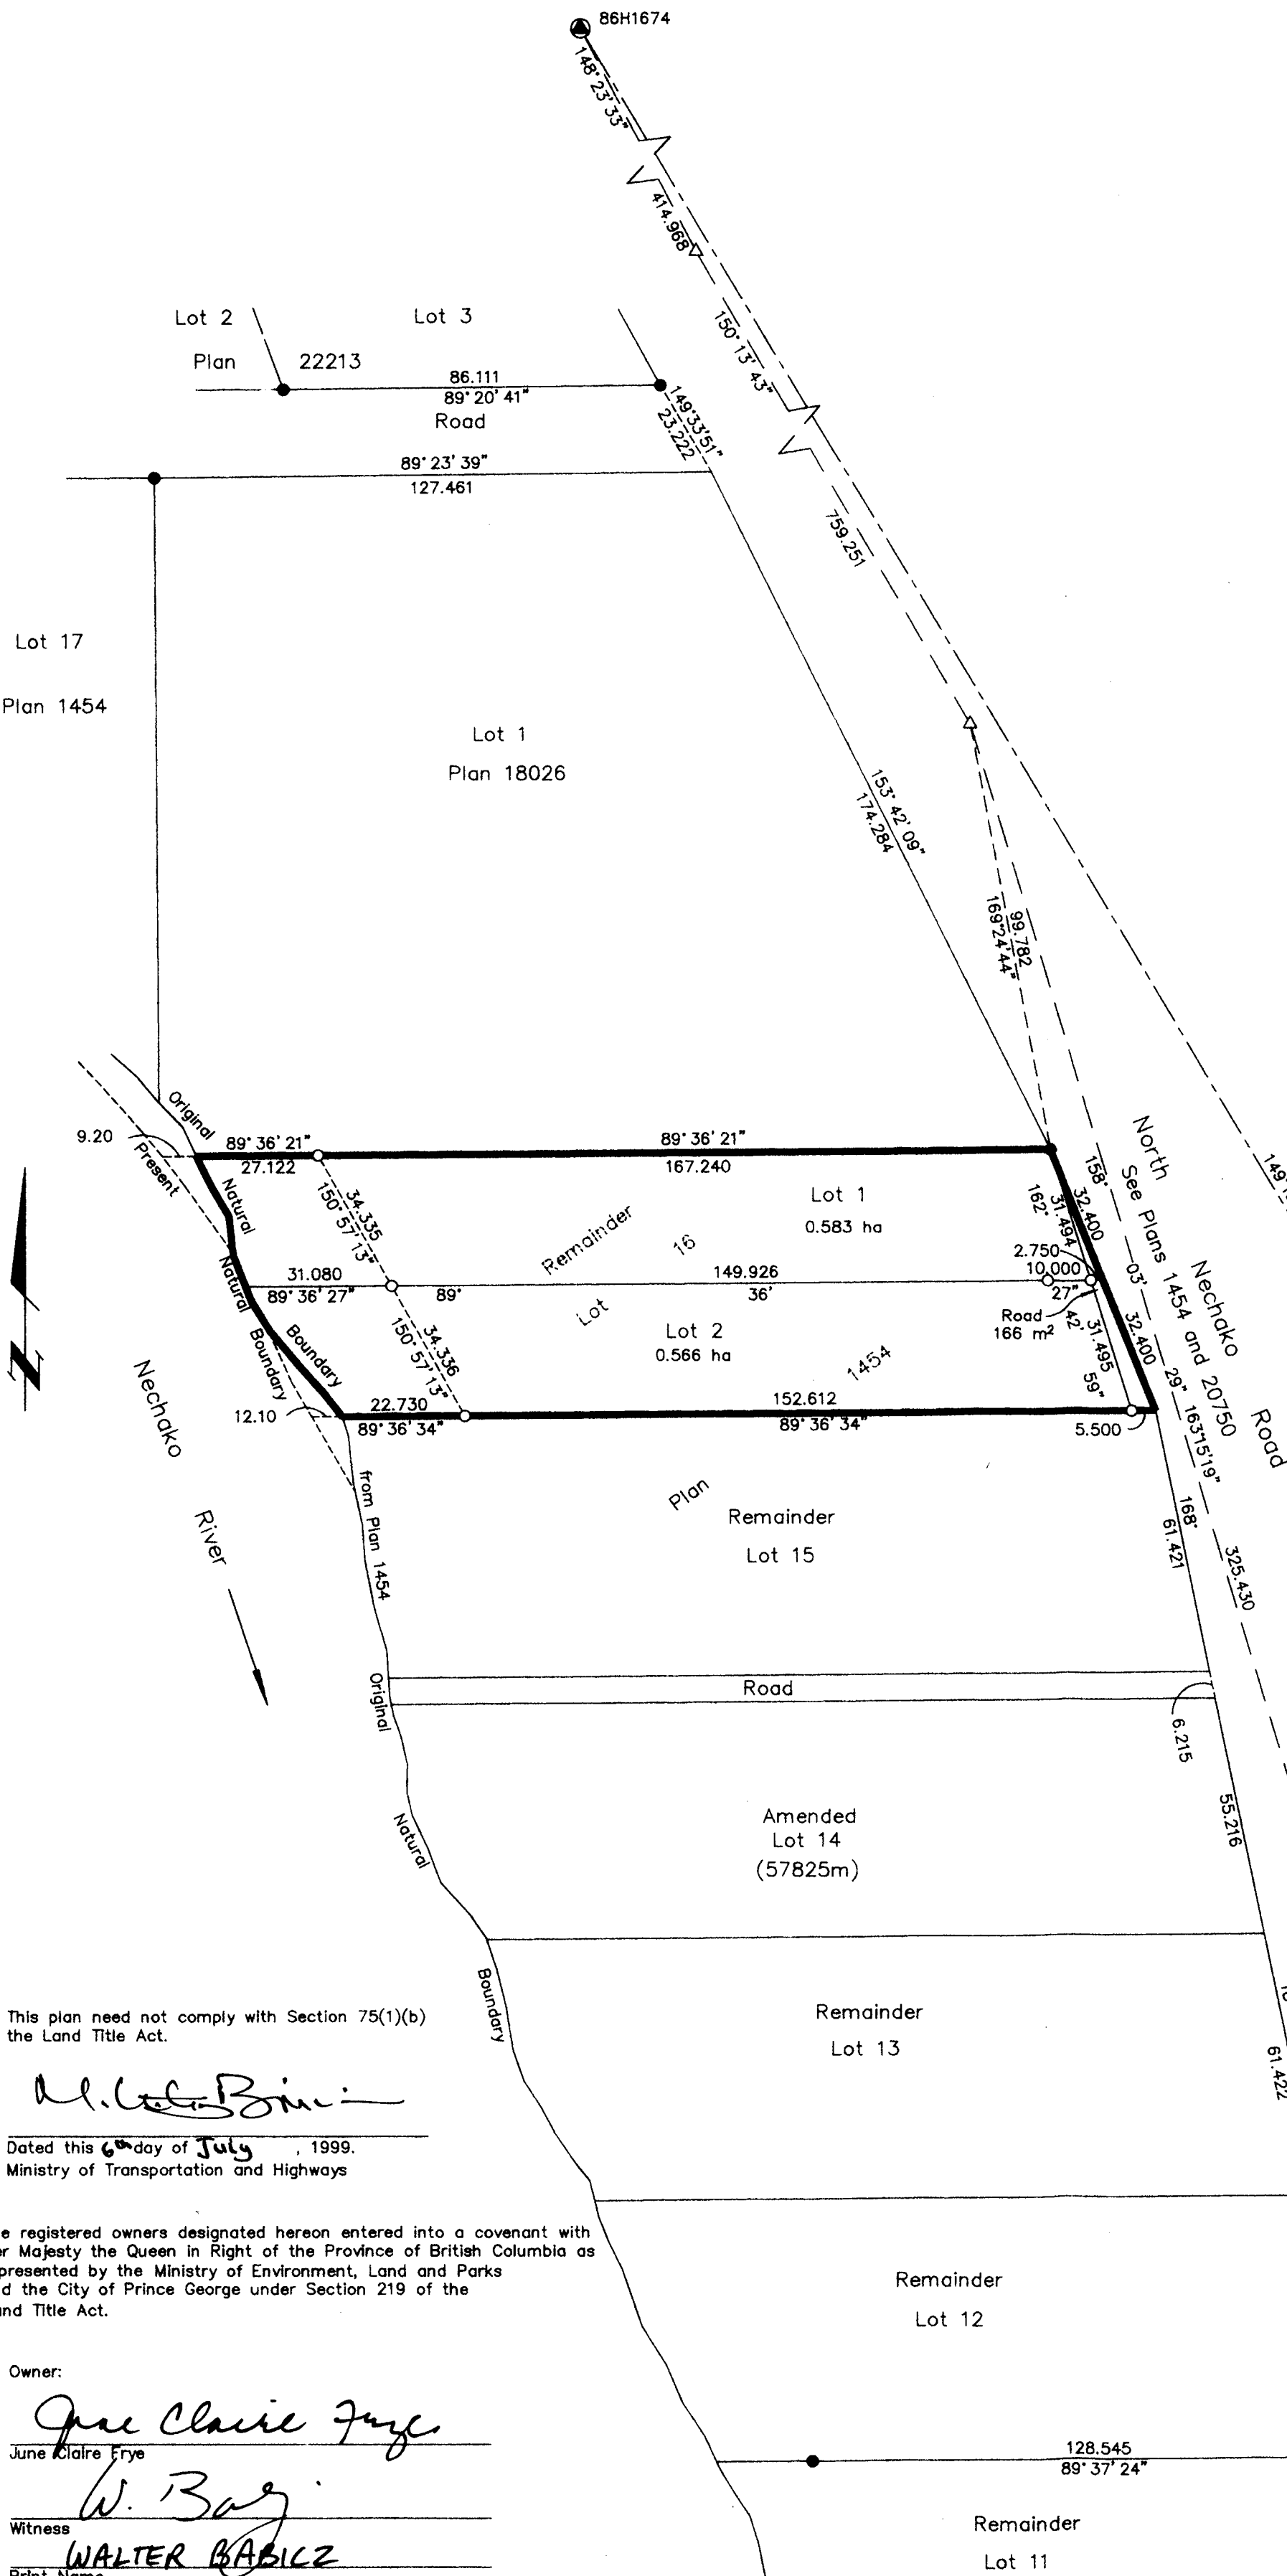 86H1674
148° 23' 33"
414.968
150° 13' 43"
759.251
Lot 2
Lot 3
Plan 22213
86.111
89° 20' 41"
Road
149°33'51"
23.222
89° 23' 39"
127.461
Lot 17
Plan 1454
Lot 1
Plan 18026
153° 42' 09"
174.284
99.782
169°24'44"
Original
9.20
Present
89° 36' 21"
27.122
89° 36' 21"
167.240
North
See Plans 1454 and 20750
Nechako
Road
158° 03' 29"
32.400
31.494
162° 42' 59"
Natural
34.335
150° 57' 13"
Remainder
16
Lot 1
0.583 ha
2.750
10.000
31.080
89° 36' 27"
149.926
89° 36' 27"
Natural
Boundary
Boundary
34.336
150° 57' 13"
Lot
Lot 2
0.566 ha
1454
Road
166 m²
31.495
32.400
163°15'19"
N
Nechako
River
12.10
22.730
89° 36' 34"
152.612
89° 36' 34"
5.500
from Plan 1454
Plan
Remainder
Lot 15
168°
61.421
325.430
Original
Road
6.215
Natural
Amended
Lot 14
(57825m)
55.216
Boundary
Remainder
Lot 13
61.422
This plan need not comply with Section 75(1)(b)
the Land Title Act.
Dated this 6th day of July , 1999.
Ministry of Transportation and Highways
e registered owners designated hereon entered into a covenant with
er Majesty the Queen in Right of the Province of British Columbia as
presented by the Ministry of Environment, Land and Parks
d the City of Prince George under Section 219 of the
and Title Act.
Remainder
Lot 12
Owner:
June Claire Frye
June Claire Frye
128.545
89° 37' 24"
Witness
WALTER BABICZ
Print Name
Remainder
Lot 11